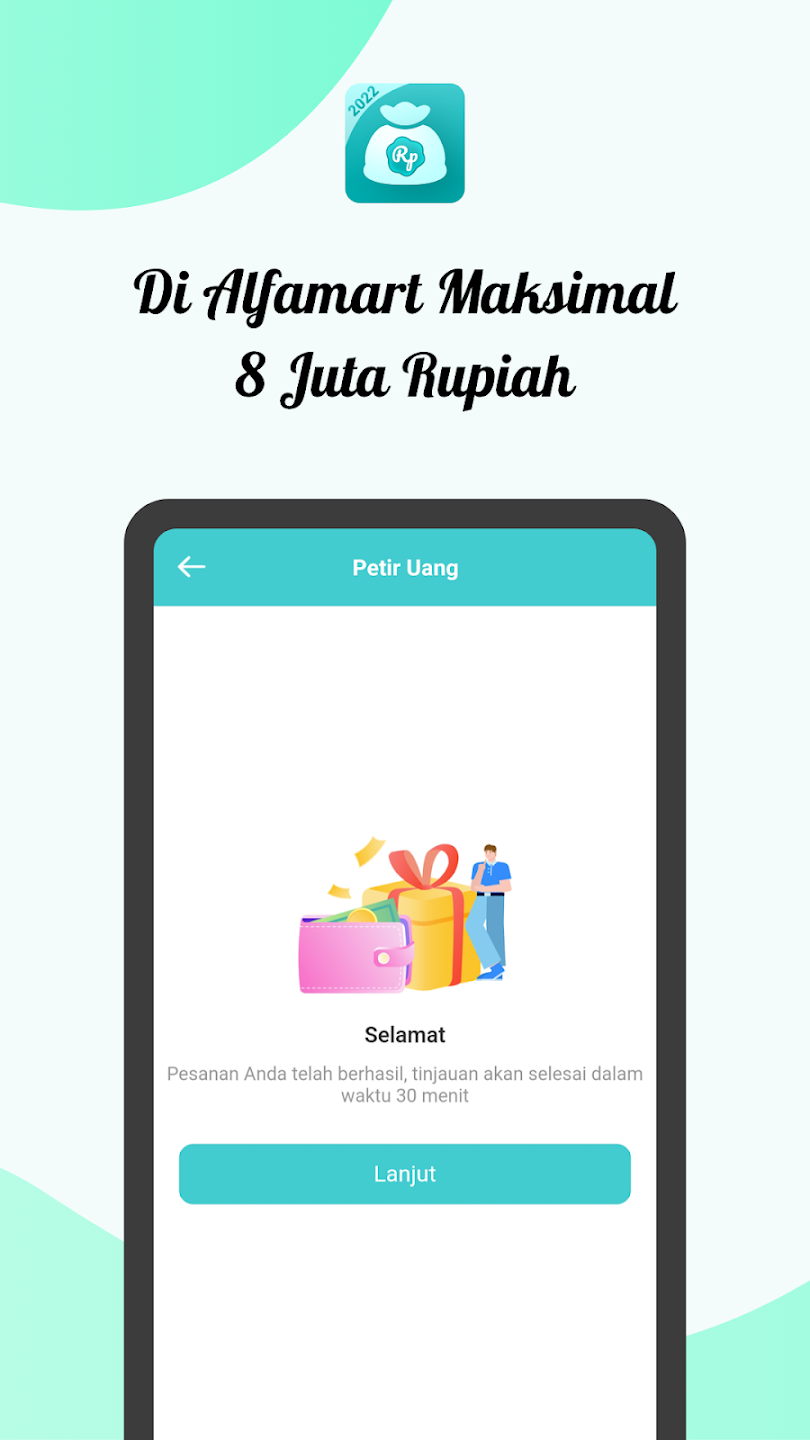 2022
Rp
Di Alfamart Maksimal
8 Juta Rupiah
Petir Uang
Selamat
Pesanan Anda telah berhasil, tinjauan akan selesai dalam
waktu 30 menit
Lanjut